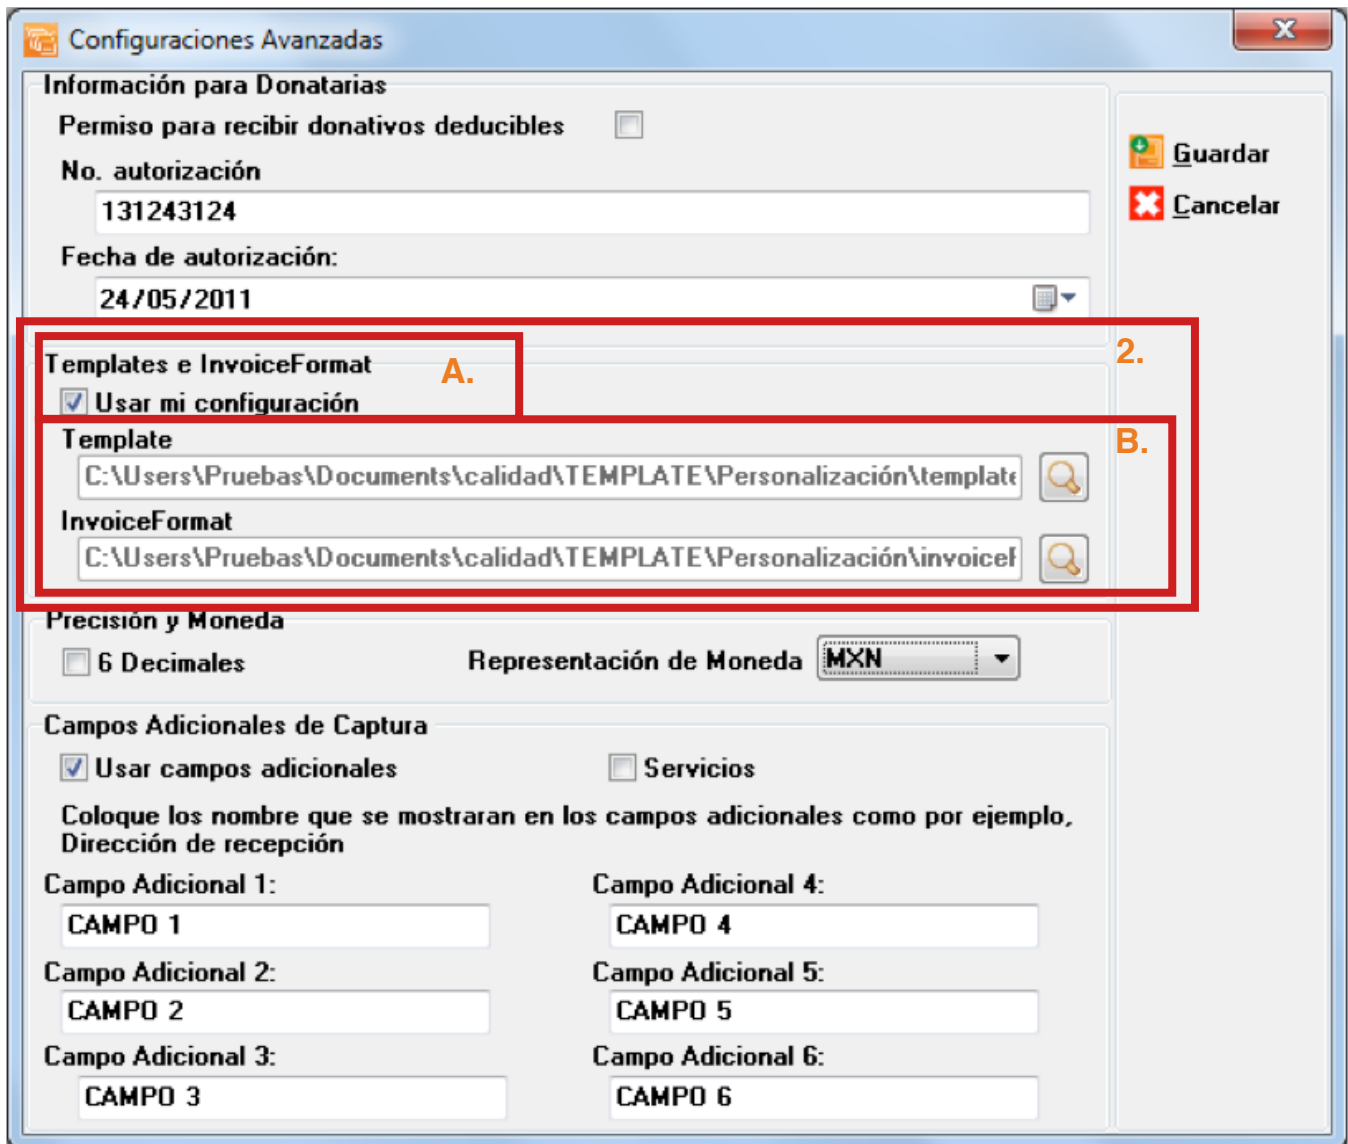 Configuraciones Avanzadas
X
Información para Donatarias
Permiso para recibir donativos deducibles
No. autorización
131243124
Fecha de autorización:
24/05/2011
Guardar
Cancelar
2.
Templates e InvoiceFormat
A.
Usar mi configuración
B.
Template
C:\Users\Pruebas\Documents\calidad\TEMPLATE\Personalización\template
InvoiceFormat
C:\Users\Pruebas\Documents\calidad\TEMPLATE\Personalización\invoiceF
Precisión y Moneda
6 Decimales
Representación de Moneda
MXN
Campos Adicionales de Captura
Usar campos adicionales
Servicios
Coloque los nombre que se mostraran en los campos adicionales como por ejemplo,
Dirección de recepción
Campo Adicional 1:
Campo Adicional 4:
CAMPO 1
CAMPO 4
Campo Adicional 2:
Campo Adicional 5:
CAMPO 2
CAMPO 5
Campo Adicional 3:
Campo Adicional 6:
CAMPO 3
CAMPO 6